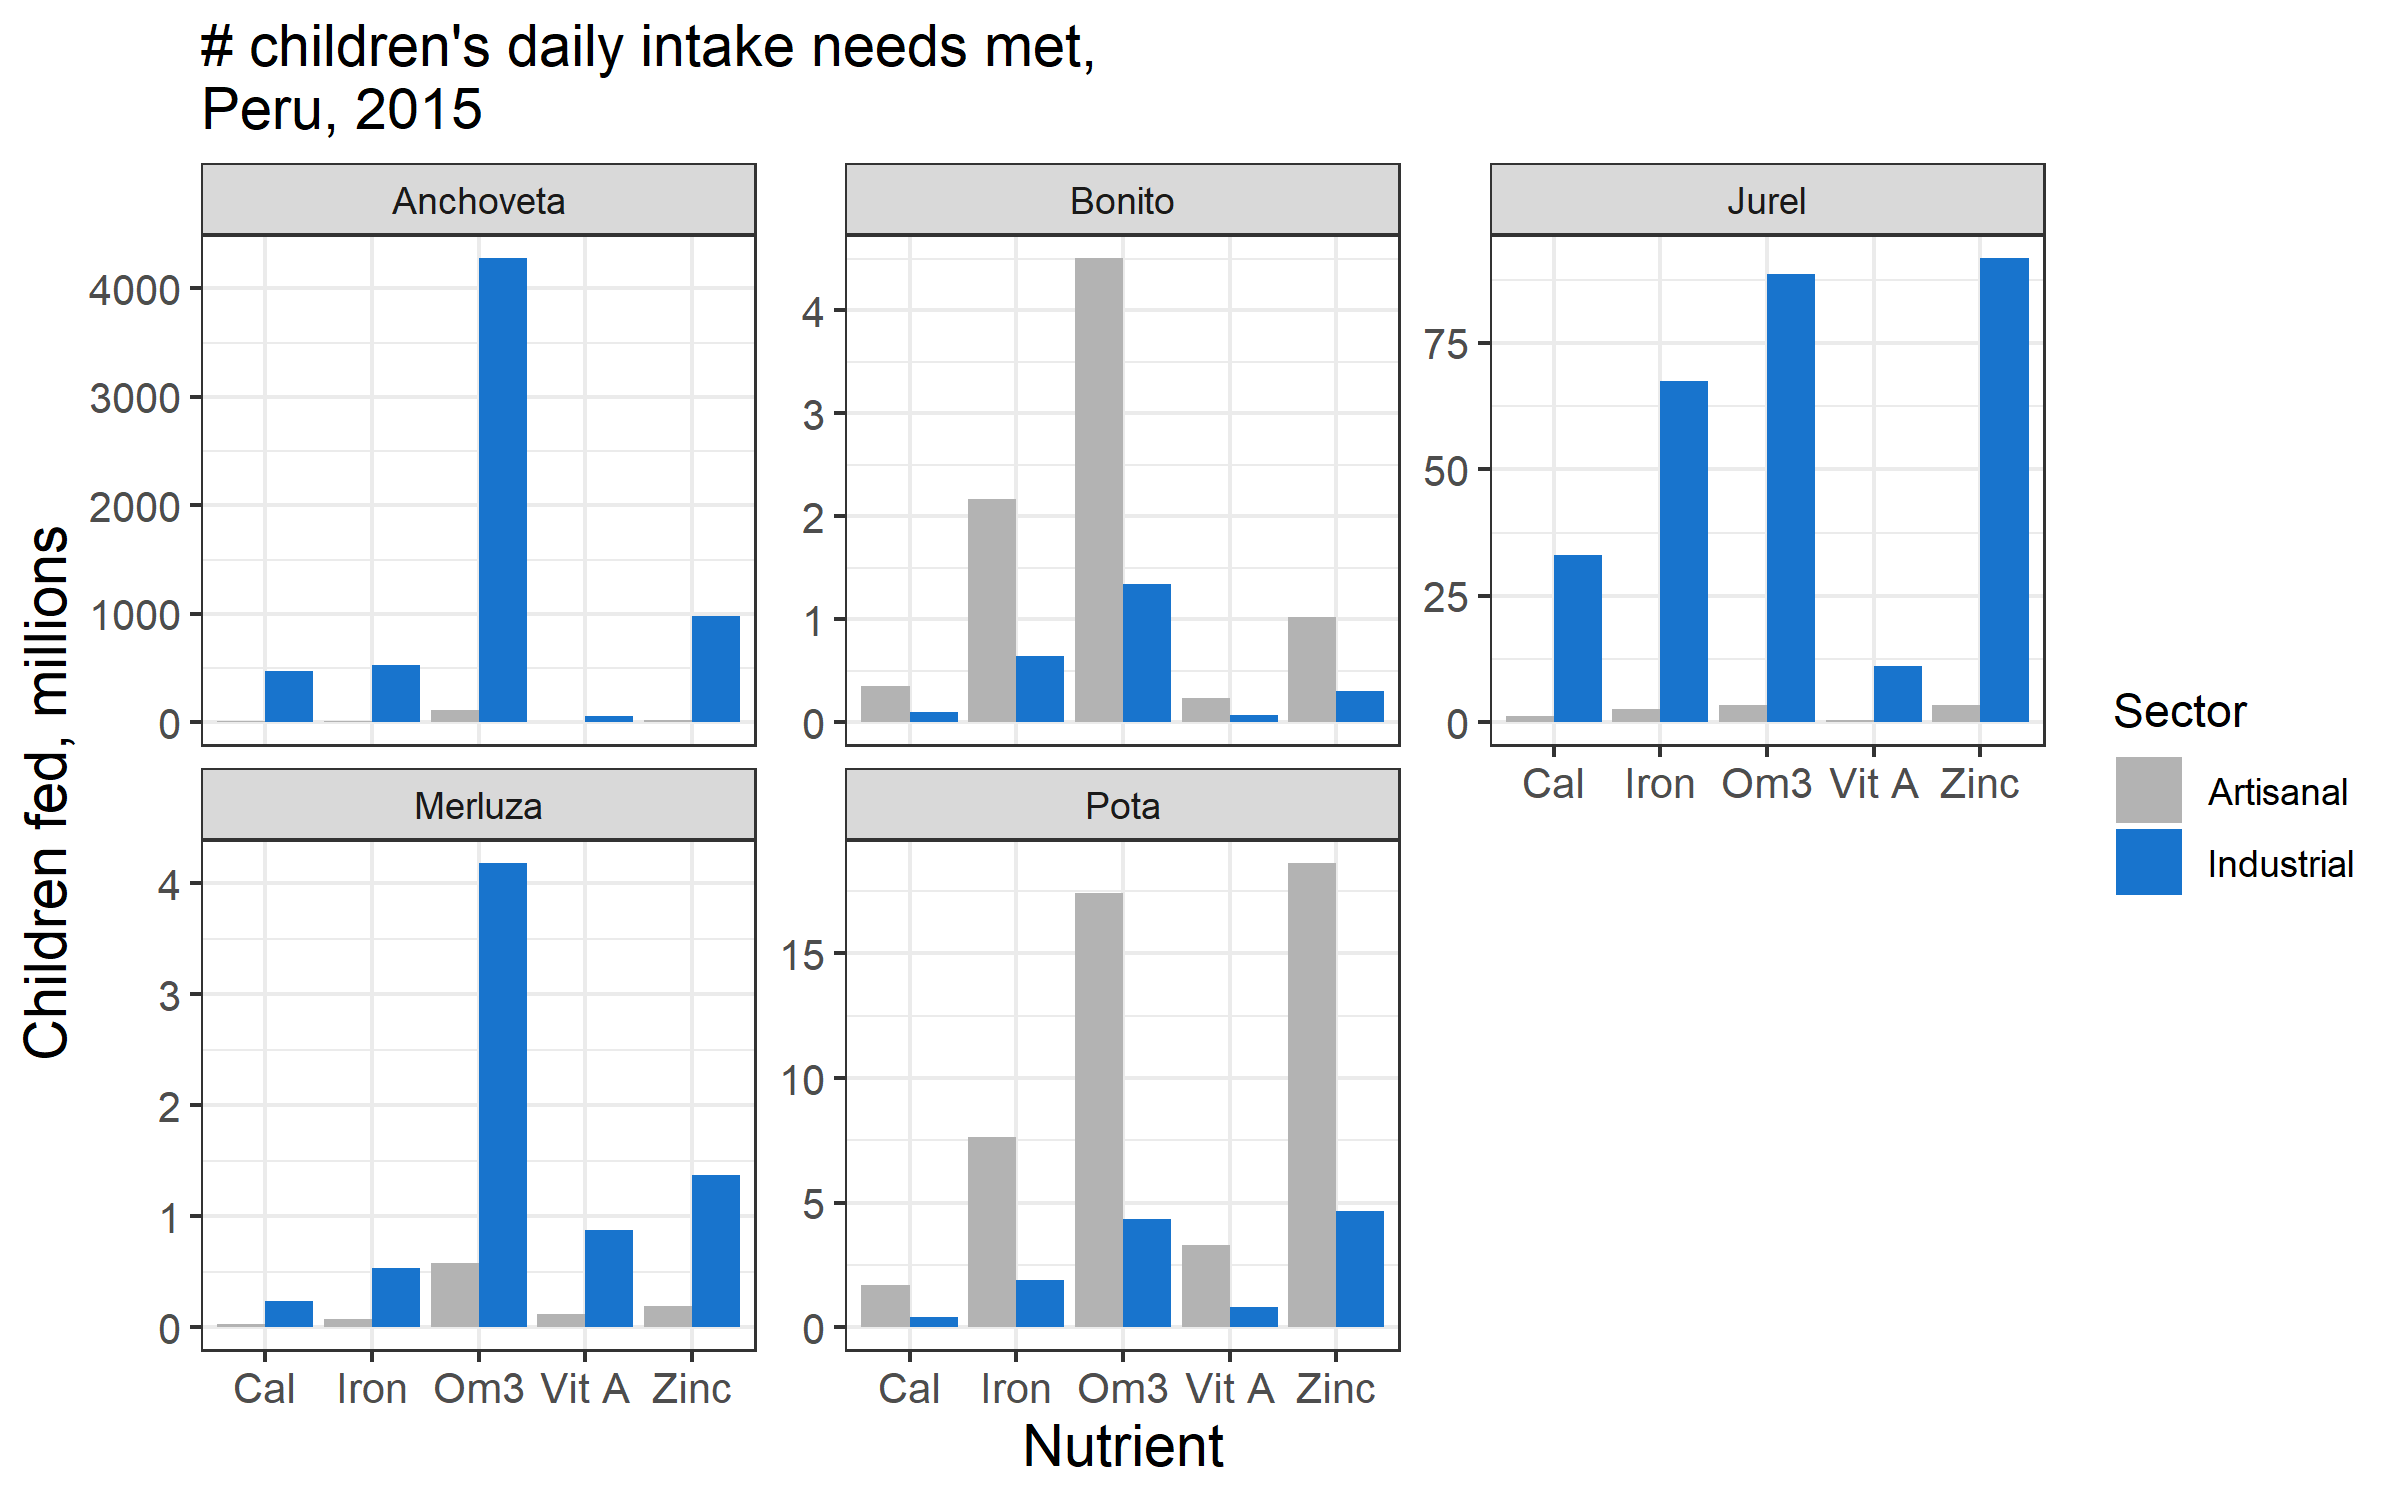 # children's daily intake needs met,
Peru, 2015
Anchoveta
Bonito
Jurel
4000
3000
2000
1000
0
4
3
2
1
0
75
50
25
0
Cal Iron Om3 Vit A Zinc
Merluza
Pota
4
3
2
1
0
15
10
5
0
Cal Iron Om3 Vit A Zinc
Cal Iron Om3 Vit A Zinc
Children fed, millions
Nutrient
Sector
Artisanal
Industrial